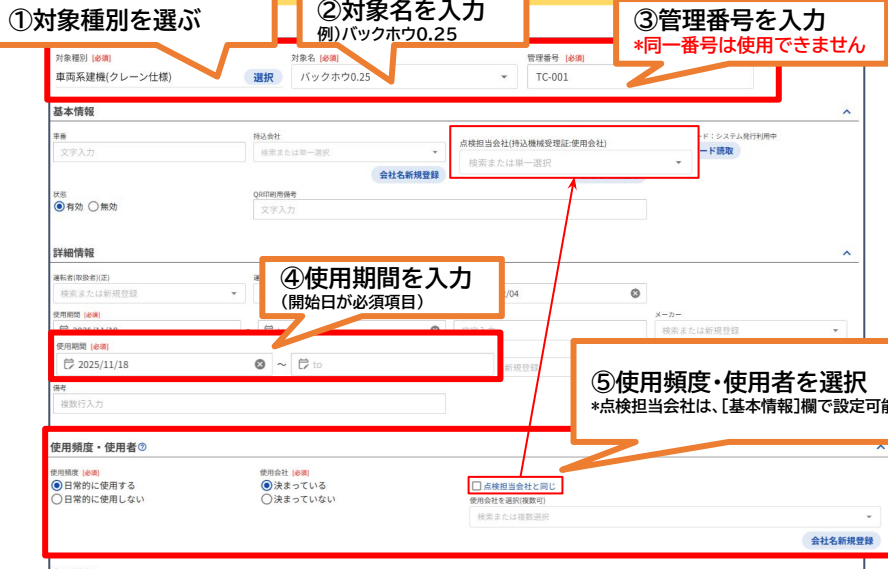 ①対象種別を選ぶ
②対象名を入力
例)バックホウ0.25
③管理番号を入力
*同一番号は使用できません
対象種別 [必須]
対象名 [必須]
管理番号 [必須]
車両系建機(クレーン仕様)
選択
バックホウ0.25
TC-001
基本情報
車番
持込会社
点検担当会社(持込機械受理証:使用会社)
ド：システム発行利用中
文字入力
検索または単一選択
検索または単一選択
ード読取
会社名新規登録
状態
QR印刷用備考
有効
無効
文字入力
詳細情報
④使用期間を入力
(開始日が必須項目)
運転者(取扱者)(正)
検索または新規登録
/04
使用期間 [必須]
メーカー
検索または新規登録
使用期間 [必須]
2025/11/18
～
to
新規登録
⑤使用頻度・使用者を選択
*点検担当会社は、[基本情報]欄で設定可能
備考
複数行入力
使用頻度・使用者
使用頻度 [必須]
使用会社 [必須]
日常的に使用する
決まっている
点検担当会社と同じ
日常的に使用しない
決まっていない
使用会社を選択(複数可)
検索または複数選択
会社名新規登録